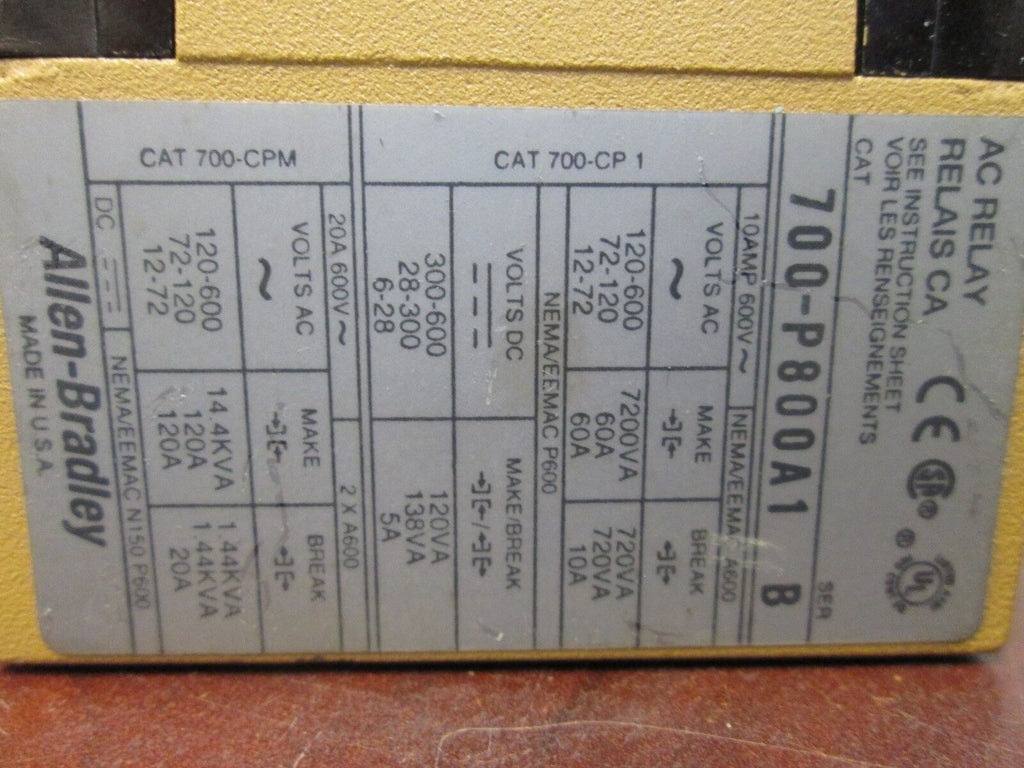 AC RELAY
RELAIS CA
SEE INSTRUCTION SHEET
VOIR LES RENSEIGNEMENTS
CAT
SER
CE
SA®
®
UL
700-P800A1 B
CAT 700-CP 1
10AMP 600V~ NEMA/EEMAC A600
VOLTS AC MAKE BREAK
~
120-600 7200VA 720VA
72-120 60A 720VA
12-72 60A 10A
NEMA/EEMAC P600
VOLTS DC MAKE/BREAK
300-600 120VA
28-300 138VA
6-28 5A
CAT 700-CPM
20A 600V~ 2 X A600
VOLTS AC MAKE BREAK
~
120-600 14.4KVA 1.44KVA
72-120 120A 1.44KVA
12-72 120A 20A
DC NEMA/EEMAC N150 P600
Allen-Bradley
MADE IN U.S.A.